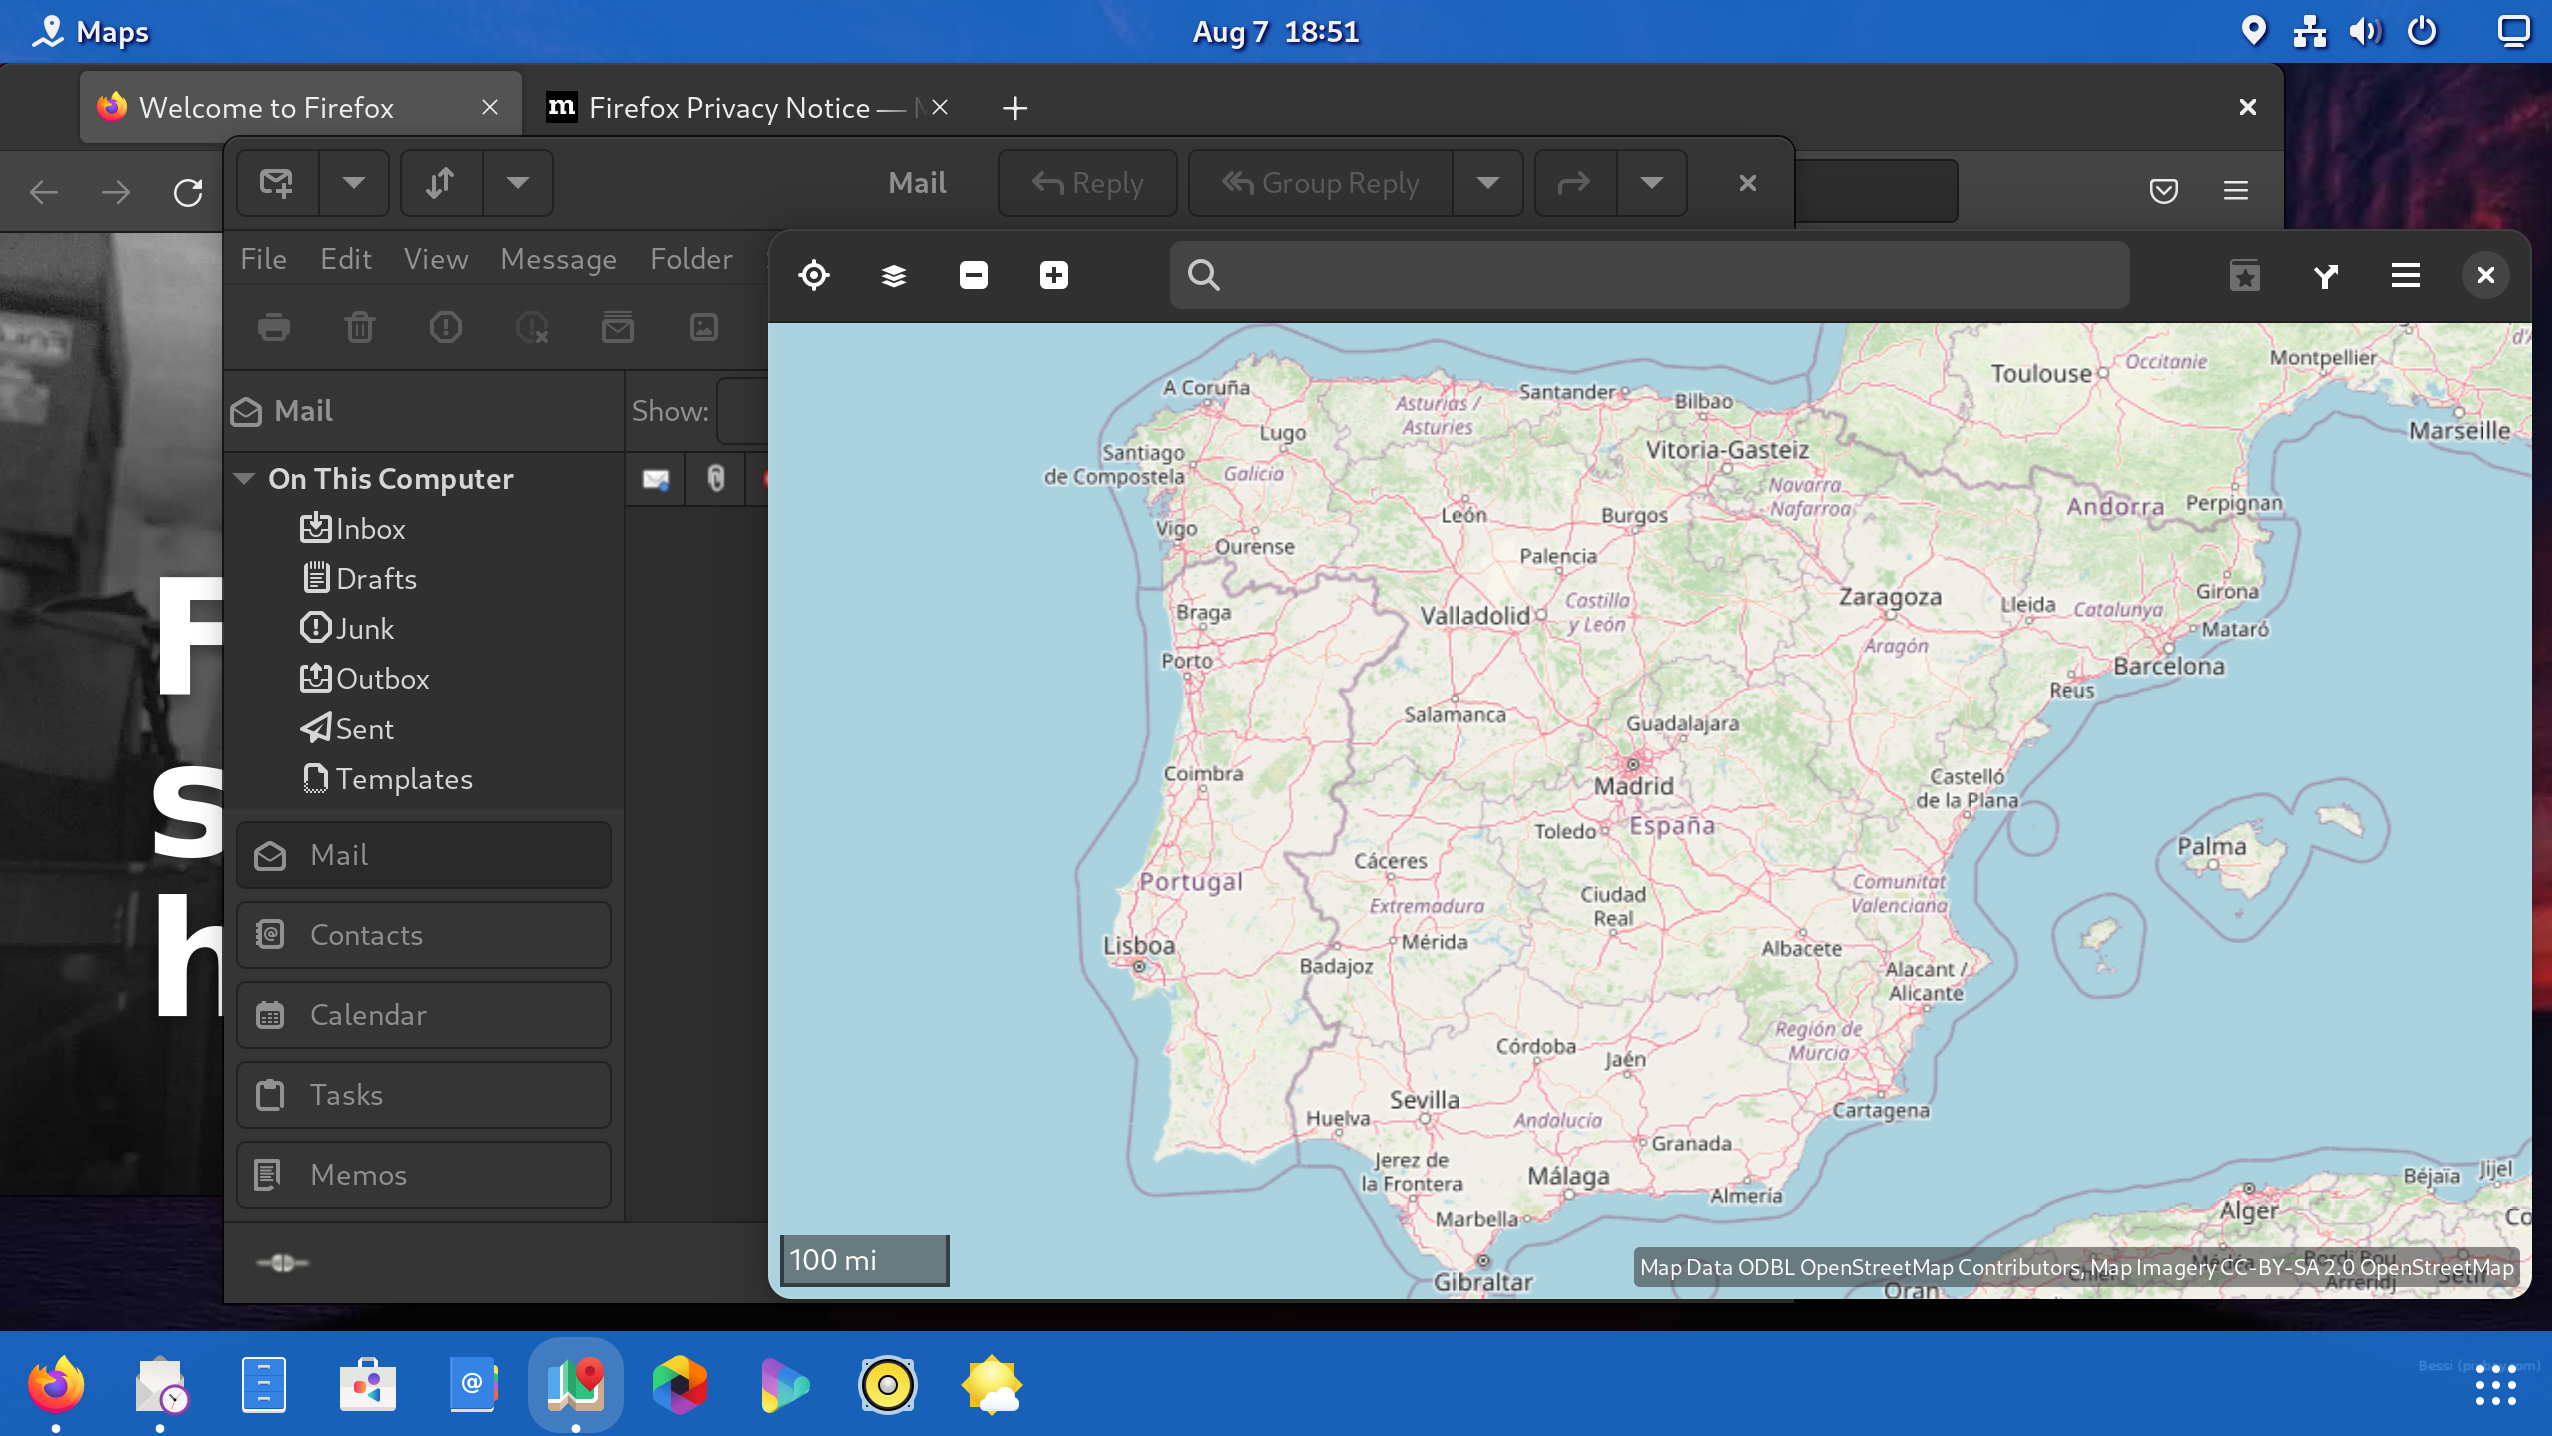 Maps
Aug 7 18:51
Welcome to Firefox
Firefox Privacy Notice —
Mail
Reply
Group Reply
File Edit View Message Folder
Mail
Show:
On This Computer
Inbox
Drafts
Junk
Outbox
Sent
Templates
Mail
Contacts
Calendar
Tasks
Memos
F
s
h
A Coruña
Asturias /
Asturies
Santander
Bilbao
Toulouse
Occitanie
Montpellier
Marseille
Lugo
Santiago
de Compostela
Galicia
Vitoria-Gasteiz
Navarra
- Nafarroa
Andorra
Perpignan
Vigo
Ourense
León
Burgos
Palencia
Braga
Valladolid
Castilla
y León
Zaragoza
Lleida
Catalunya
Girona
Mataró
Aragón
Barcelona
Porto
Reus
Salamanca
Guadalajara
Coimbra
Madrid
Castelló
de la Plana
Toledo
España
Palma
Cáceres
Portugal
Extremadura
Ciudad
Real
Comunitat
Valenciana
Lisboa
Mérida
Badajoz
Albacete
Alacant /
Alicante
Región de
Murcia
Córdoba
Jaén
Sevilla
Cartagena
Huelva
Andalucía
Granada
Jerez de
la Frontera
Málaga
Almería
Marbella
Gibraltar
Béjaïa
Jijel
Alger
Oran
100 mi
Map Data ODBL OpenStreetMap Contributors, Map Imagery CC-BY-SA 2.0 OpenStreetMap